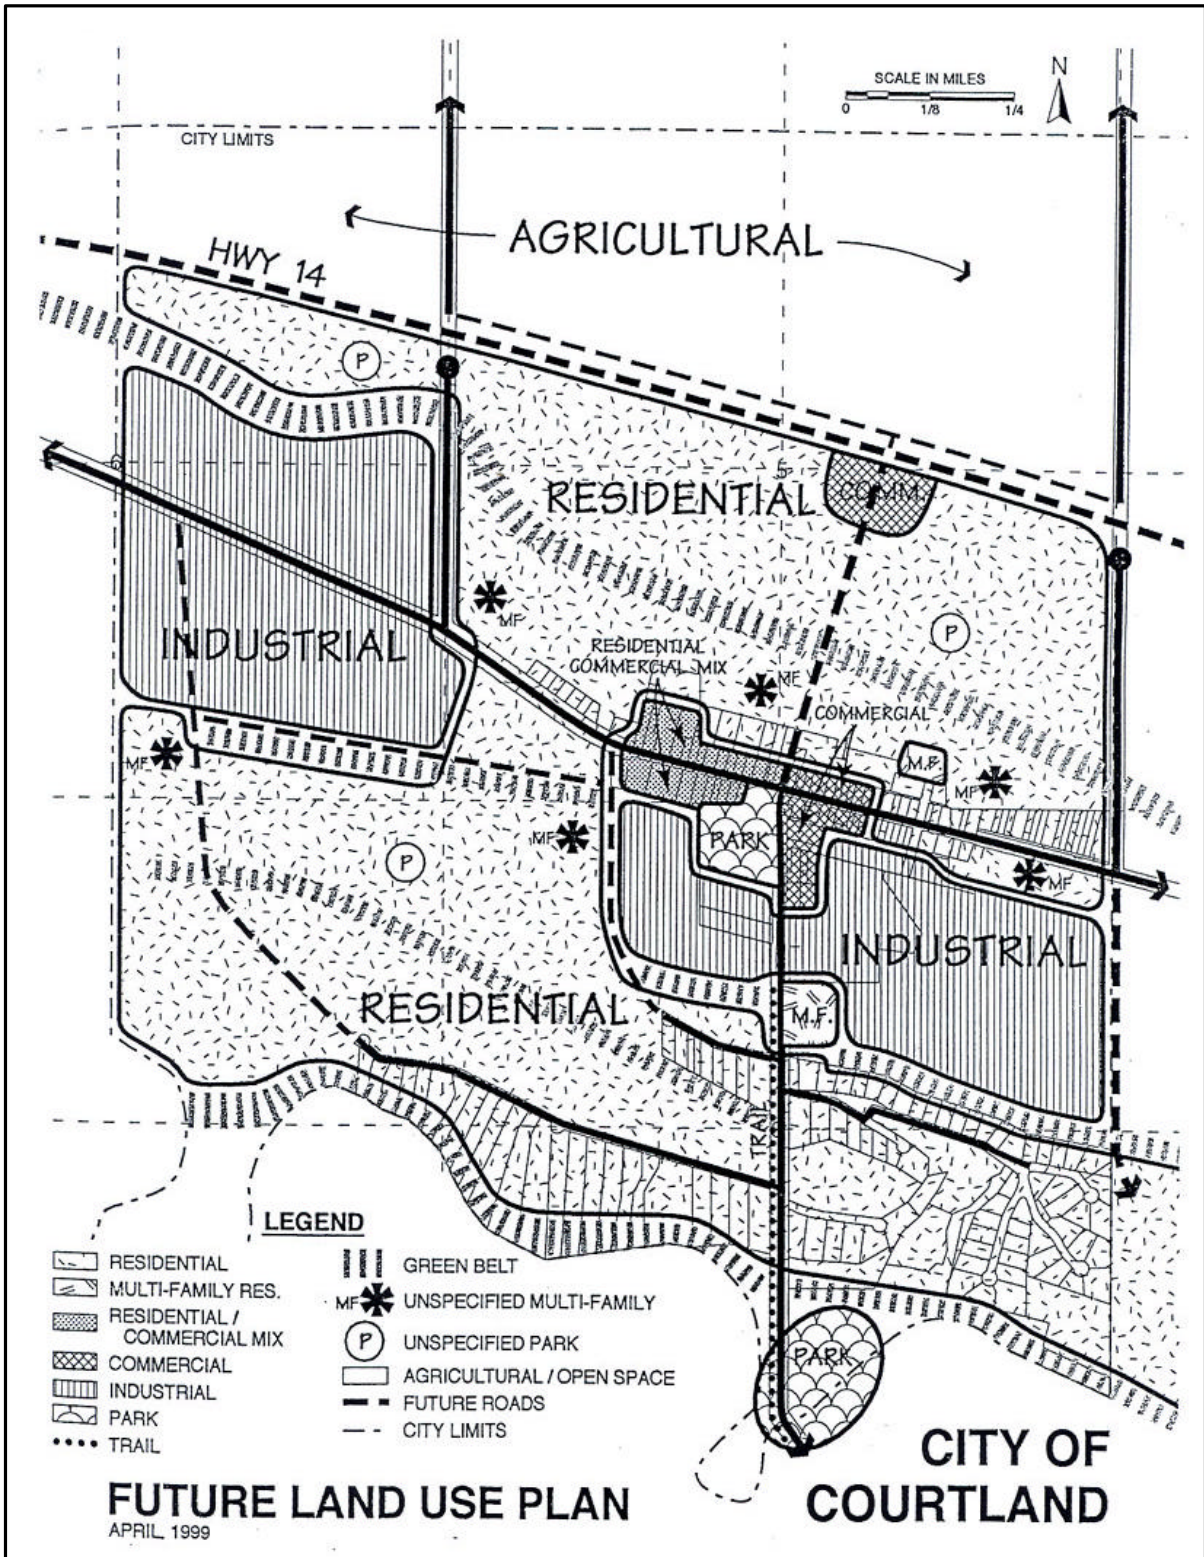 SCALE IN MILES
0 1/8 1/4
N
CITY LIMITS
AGRICULTURAL
HWY 14
P
RESIDENTIAL
COMM.
MF
P
INDUSTRIAL
RESIDENTIAL
COMMERCIAL MIX
MF
COMMERCIAL
M.F.
MF
MF
MF
PARK
P
MF
INDUSTRIAL
RESIDENTIAL
M.F.
TRAIL
PARK
LEGEND
RESIDENTIAL
MULTI-FAMILY RES.
RESIDENTIAL /
COMMERCIAL MIX
COMMERCIAL
INDUSTRIAL
PARK
TRAIL
GREEN BELT
MF UNSPECIFIED MULTI-FAMILY
P UNSPECIFIED PARK
AGRICULTURAL / OPEN SPACE
FUTURE ROADS
CITY LIMITS
FUTURE LAND USE PLAN
APRIL 1999
CITY OF
COURTLAND